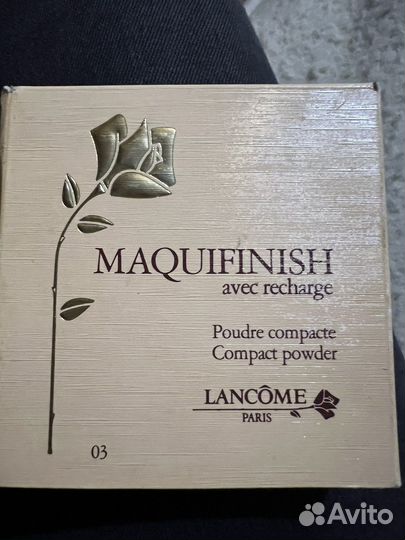 MAQUIFINISH
avec recharge
Poudre compacte
Compact powder
LANCÔME
PARIS
03
Avito